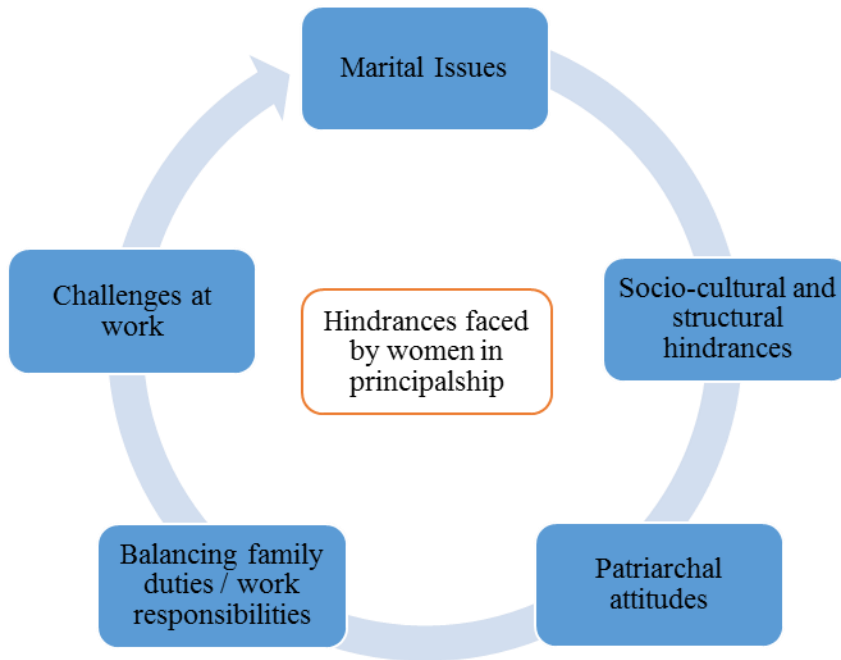 Marital Issues
Socio-cultural and
structural
hindrances
Patriarchal
attitudes
Balancing family
duties / work
responsibilities
Challenges at
work
Hindrances faced
by women in
principalship